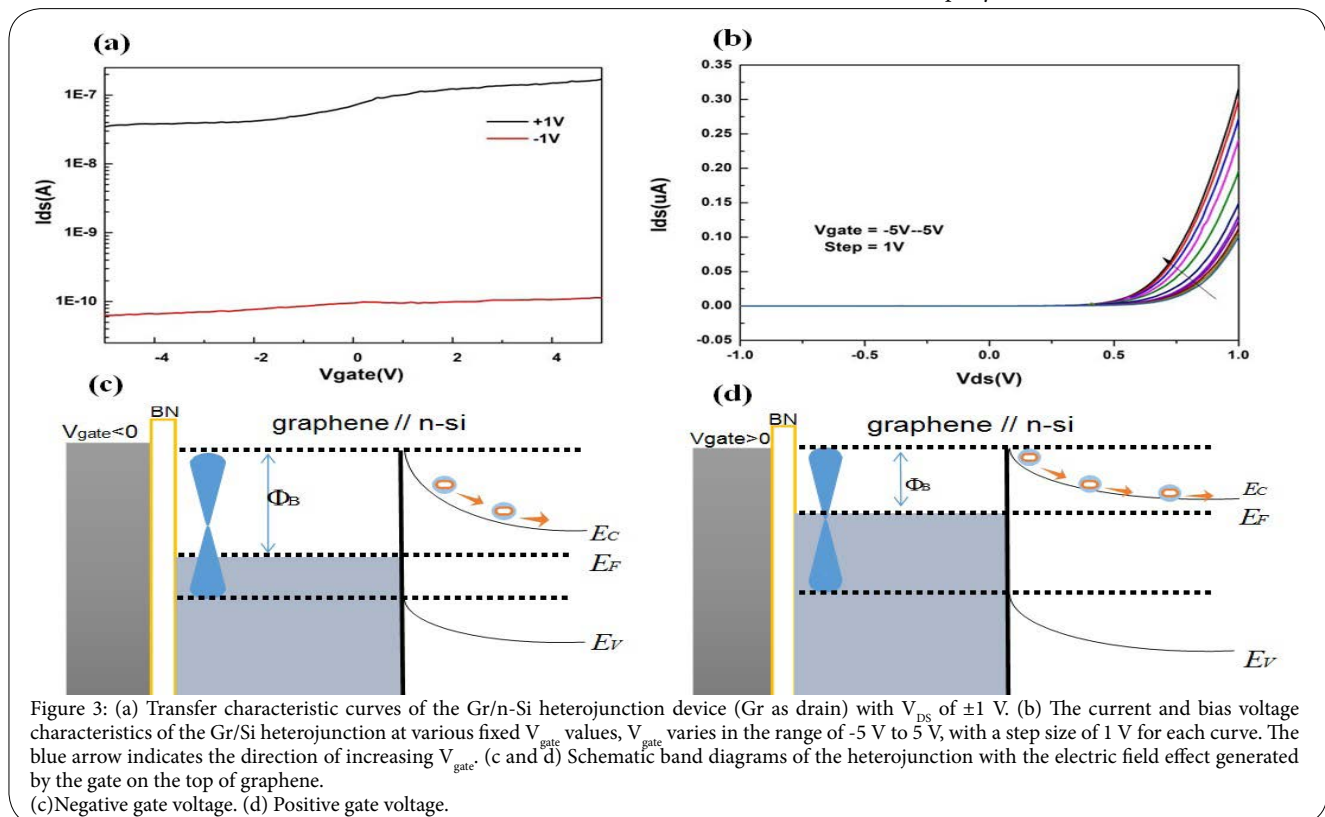 (a)
1E-7
1E-8
1E-9
1E-10
Ids(A)
+1V
-1V
-4
-2
0
2
4
Vgate(V)
(b)
0.35
0.30
0.25
0.20
0.15
0.10
0.05
0.00
-0.05
Ids(uA)
Vgate = -5V--5V
Step = 1V
-1.0
-0.5
0.0
0.5
1.0
Vds(V)
(c)
BN
Vgate<0
graphene // n-si
ΦB
EC
EF
EV
(d)
BN
Vgate>0
graphene // n-si
ΦB
EC
EF
EV
Figure 3: (a) Transfer characteristic curves of the Gr/n-Si heterojunction device (Gr as drain) with VDS of ±1 V. (b) The current and bias voltage
characteristics of the Gr/Si heterojunction at various fixed Vgate values, Vgate varies in the range of -5 V to 5 V, with a step size of 1 V for each curve. The
blue arrow indicates the direction of increasing Vgate. (c and d) Schematic band diagrams of the heterojunction with the electric field effect generated
by the gate on the top of graphene.
(c)Negative gate voltage. (d) Positive gate voltage.